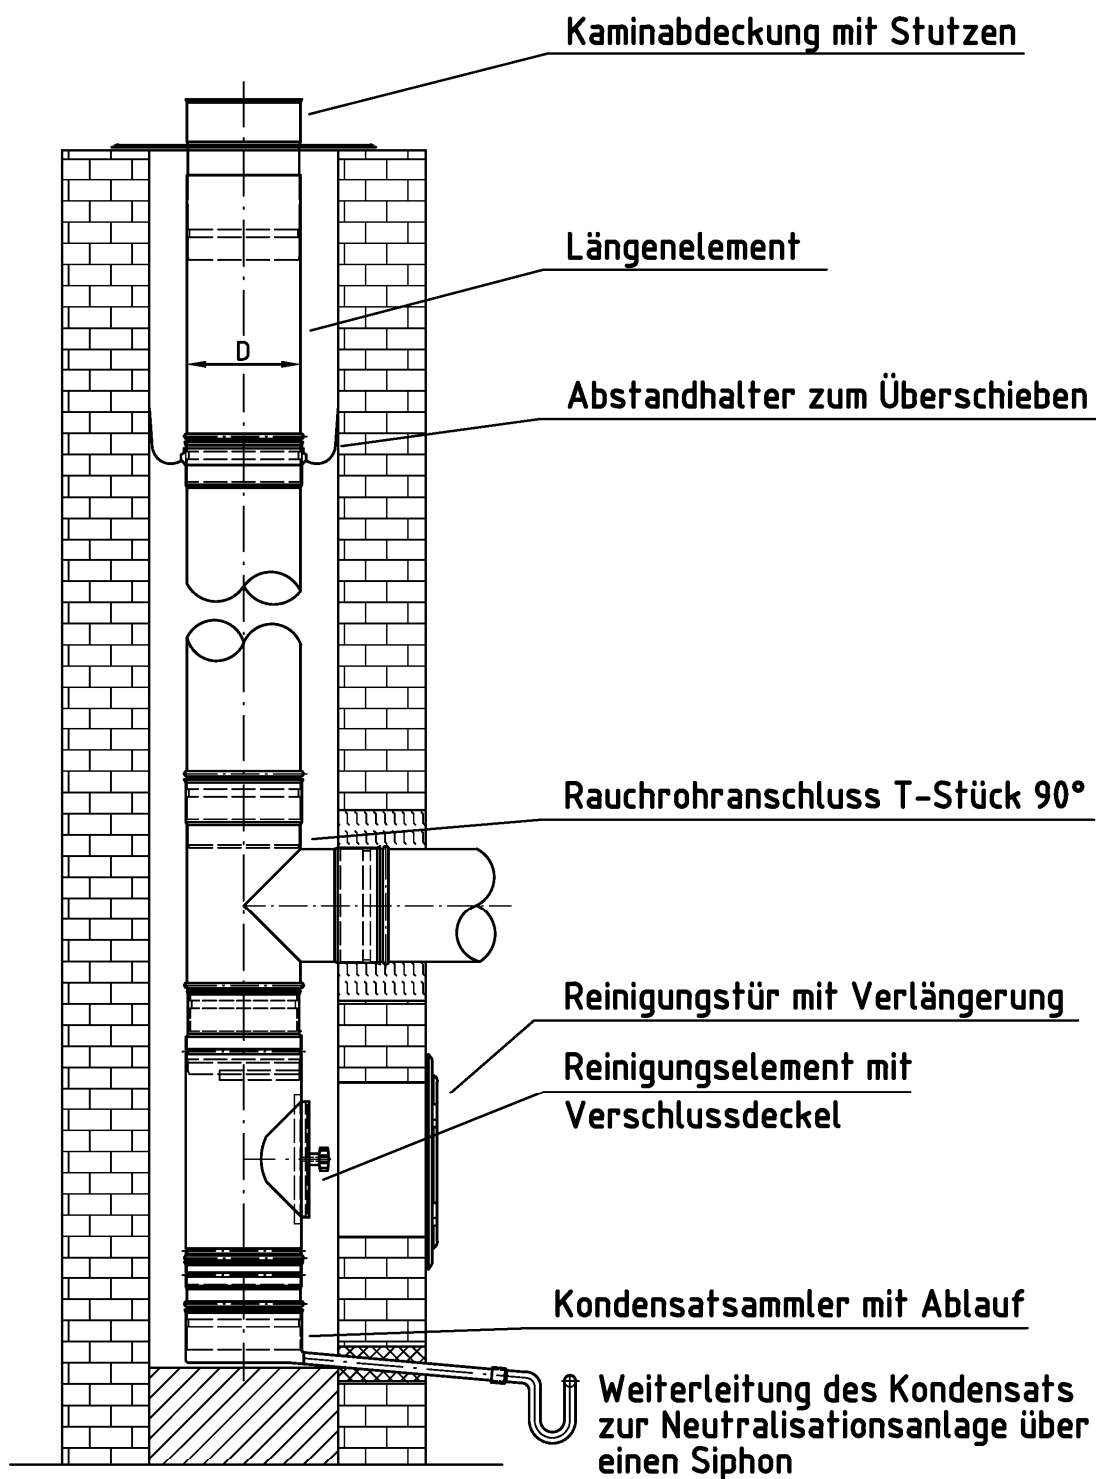 Kaminabdeckung mit Stutzen
Längenelement
D
Abstandhalter zum Überschieben
Rauchrohranschluss T-Stück 90°
Reinigungstür mit Verlängerung
Reinigungselement mit
Verschlussdeckel
Kondensatsammler mit Ablauf
Weiterleitung des Kondensats
zur Neutralisationsanlage über
einen Siphon